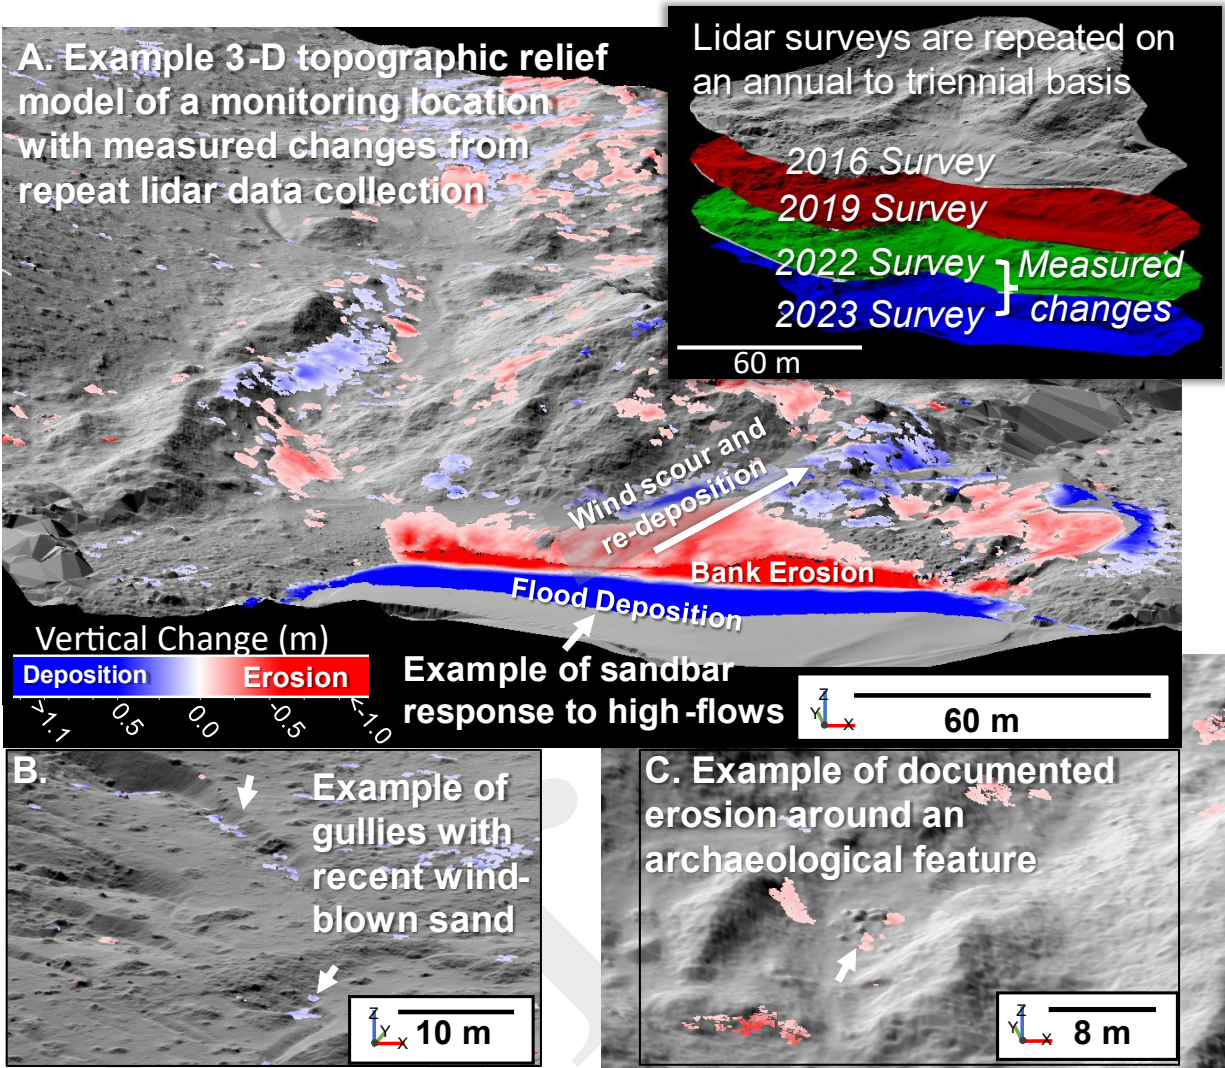 A. Example 3-D topographic relief
model of a monitoring location
with measured changes from
repeat lidar data collection
Lidar surveys are repeated on
an annual to triennial basis
2016 Survey
2019 Survey
2022 Survey
2023 Survey
Measured
changes
60 m
Wind scour and
re-deposition
Bank Erosion
Flood Deposition
Vertical Change (m)
Deposition
Erosion
>1.1
0.5
0.0
-0.5
<-1.0
Example of sandbar
response to high-flows
Z
Y
X
60 m
B.
Example of
gullies with
recent wind-
blown sand
Z
Y
X
10 m
C. Example of documented
erosion around an
archaeological feature
Z
Y
X
8 m